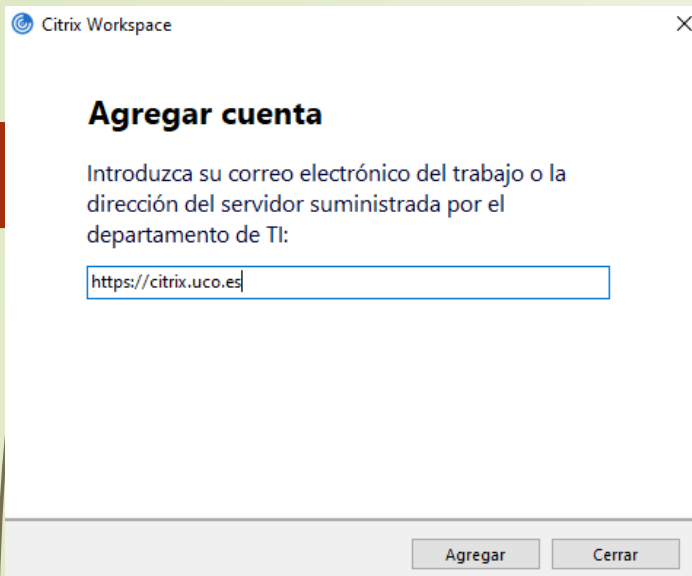 Citrix Workspace
Agregar cuenta
Introduzca su correo electrónico del trabajo o la
dirección del servidor suministrada por el
departamento de TI:
https://citrix.uco.es
Agregar Cerrar